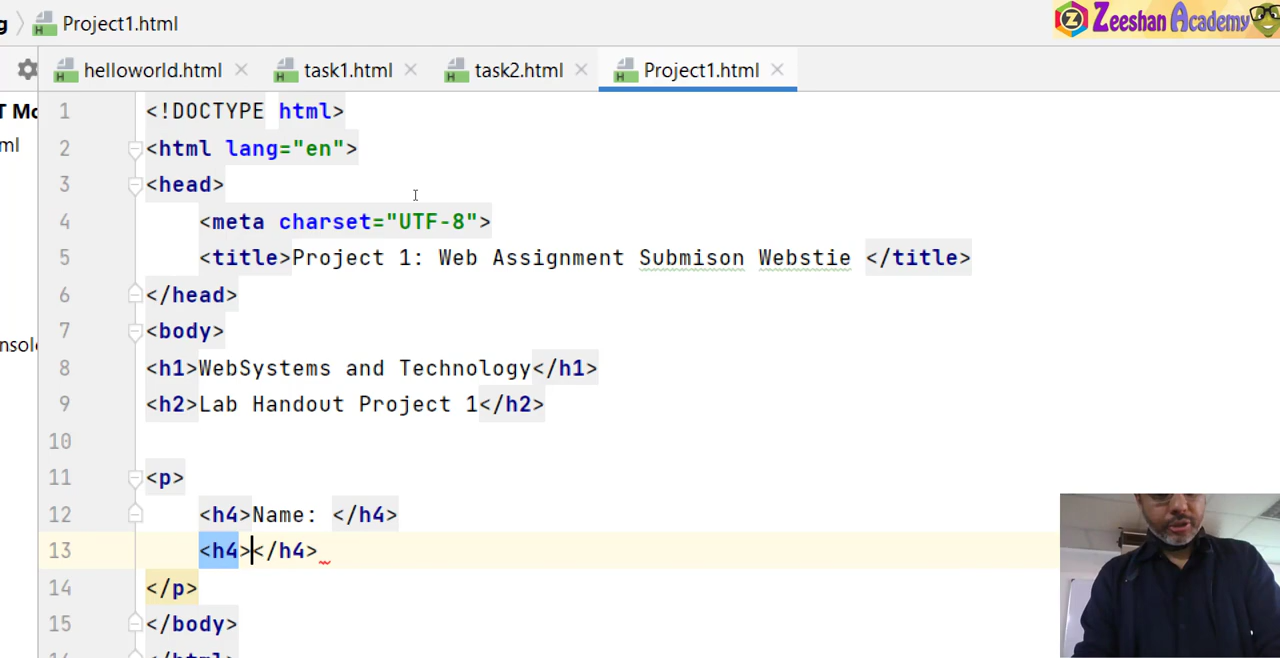 Project1.html
Zeeshan Academy
helloworld.html
task1.html
task2.html
Project1.html
1 <!DOCTYPE html>
2 <html lang="en">
3 <head>
4 <meta charset="UTF-8">
5 <title>Project 1: Web Assignment Submison Webstie </title>
6 </head>
7 <body>
8 <h1>WebSystems and Technology</h1>
9 <h2>Lab Handout Project 1</h2>
10
11 <p>
12 <h4>Name: </h4>
13 <h4></h4>
14 </p>
15 </body>